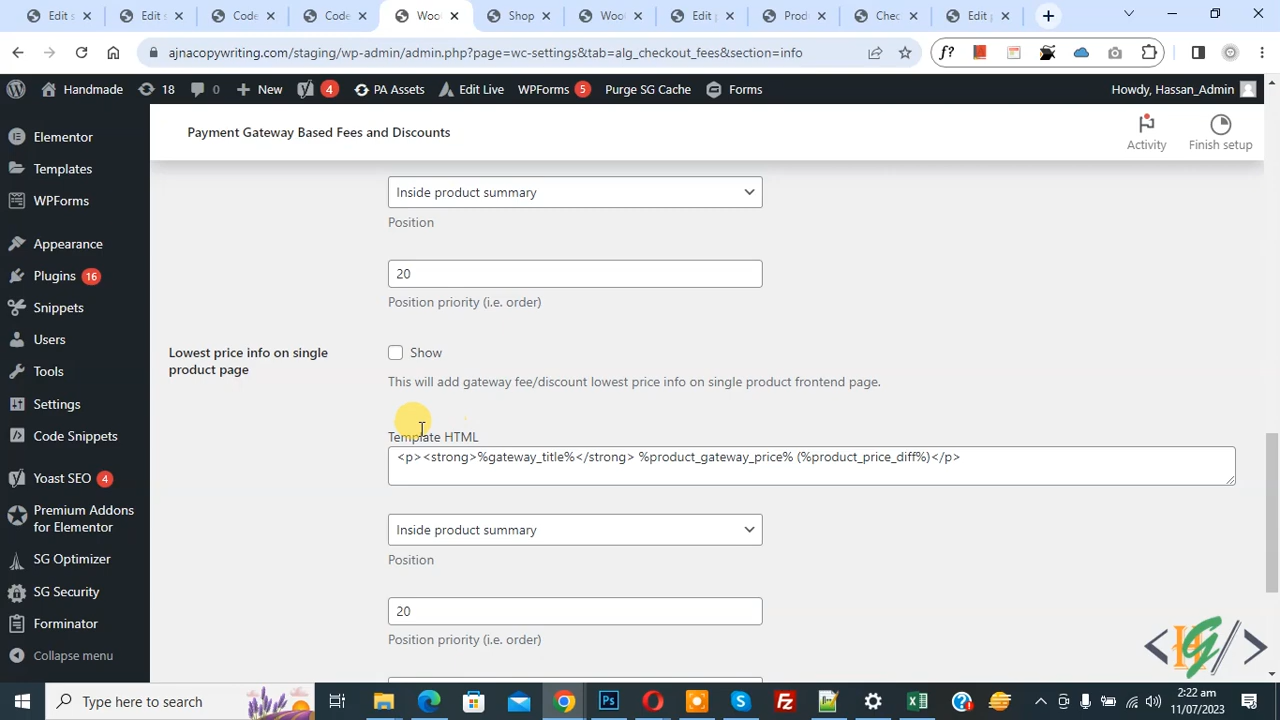 Edit s
Edit s
Code
Code
Woo
Shop
Woo
Edit
Prod
Chec
Edit
ajnacopywriting.com/staging/wp-admin/admin.php?page=wc-settings&tab=alg_checkout_fees&section=info
f?
Handmade
18
0
New
4
PA Assets
Edit Live
WPForms
5
Purge SG Cache
Forms
Howdy, Hassan_Admin
Elementor
Templates
WPForms
Appearance
Plugins 16
Snippets
Users
Tools
Settings
Code Snippets
Yoast SEO 4
Premium Addons
for Elementor
SG Optimizer
SG Security
Forminator
Collapse menu
Payment Gateway Based Fees and Discounts
Activity
Finish setup
Inside product summary
Position
20
Position priority (i.e. order)
Lowest price info on single
product page
Show
This will add gateway fee/discount lowest price info on single product frontend page.
Template HTML
<p><strong>%gateway_title%</strong> %product_gateway_price% (%product_price_diff%)</p>
Inside product summary
Position
20
Position priority (i.e. order)
<HG/>
Type here to search
2:22 am
11/07/2023